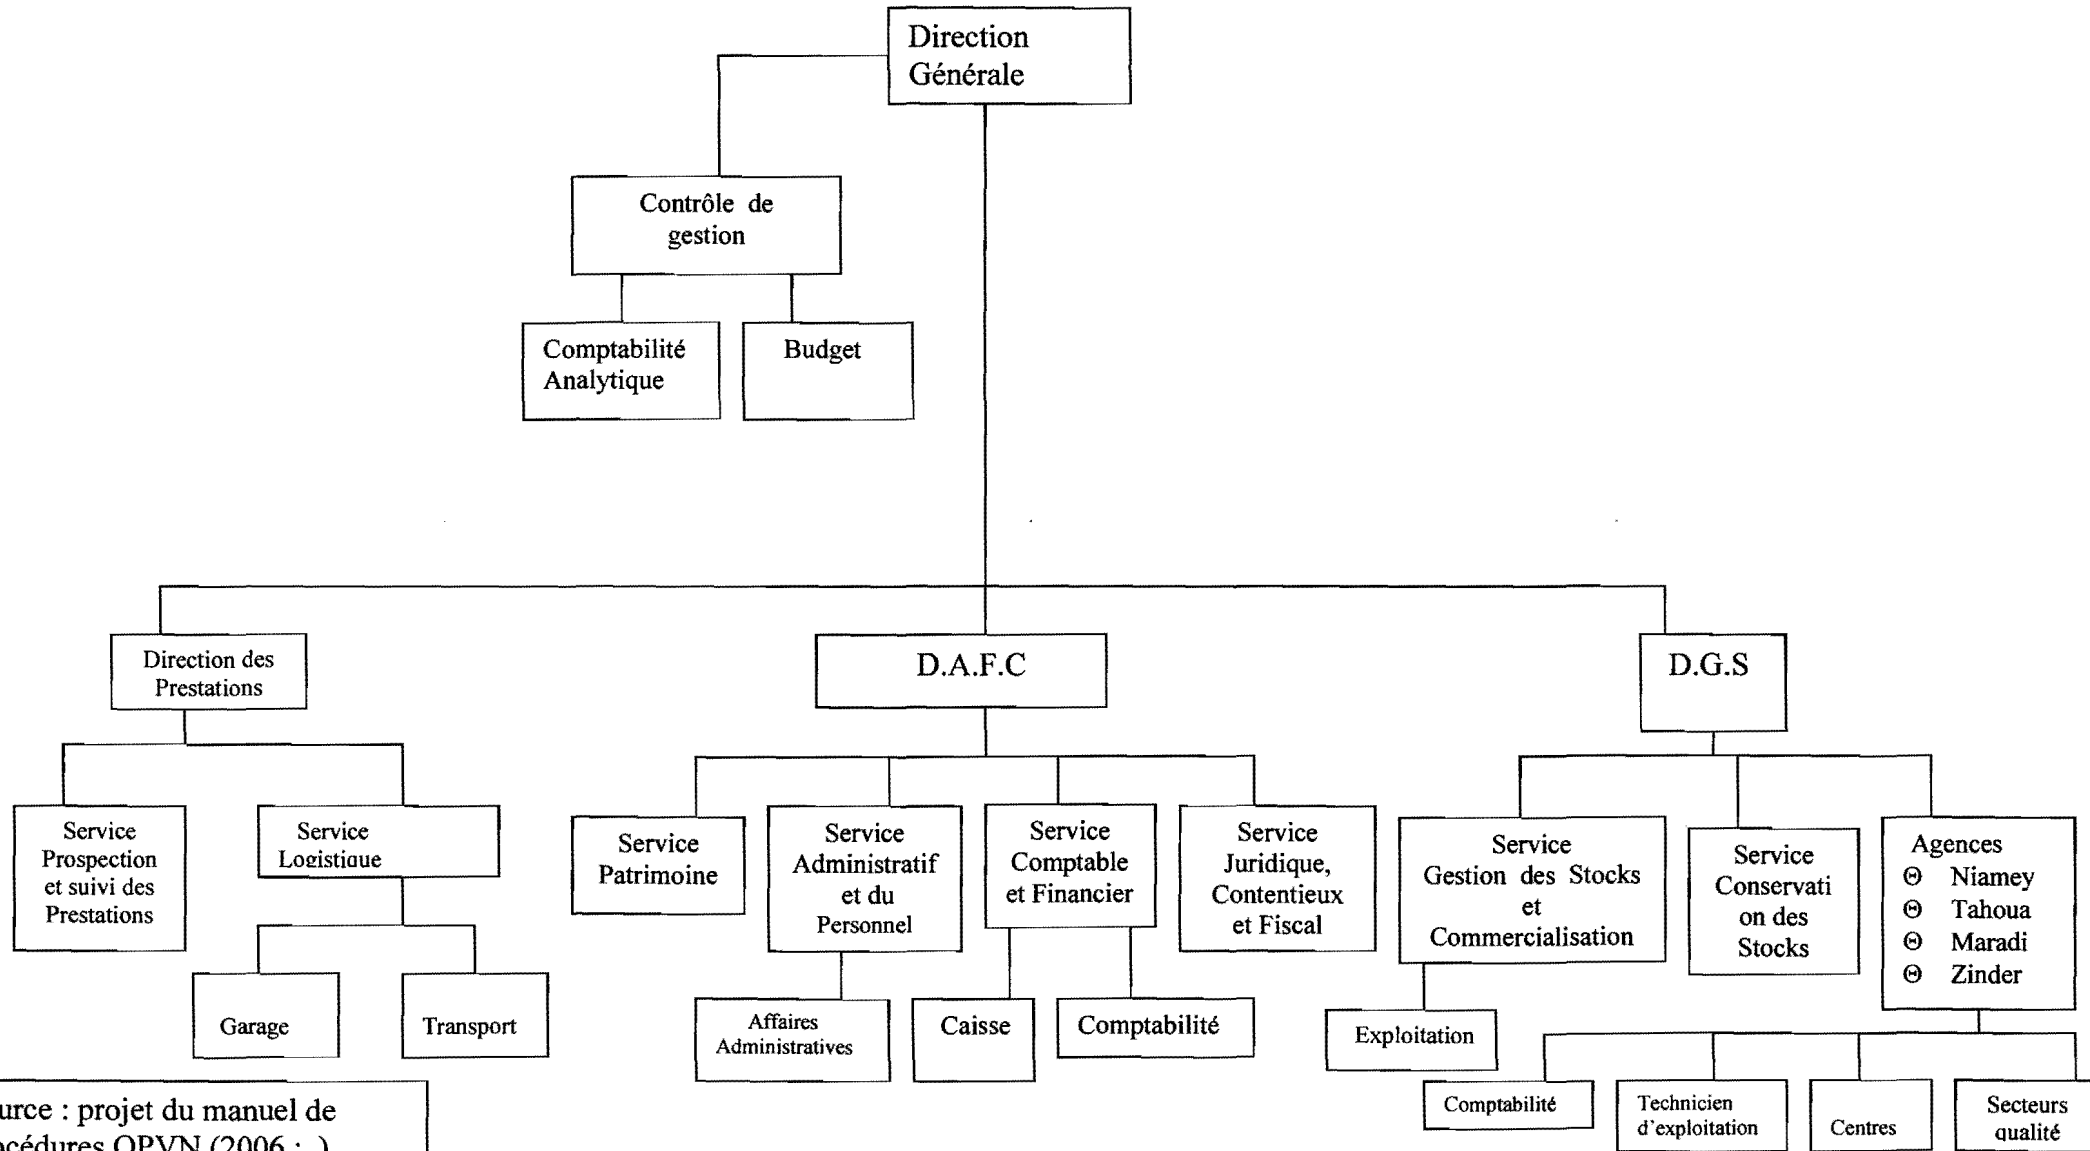 Direction
Générale
Contrôle de
gestion
Comptabilité
Analytique
Budget
Direction des
Prestations
D.A.F.C
D.G.S
Service
Prospection
et suivi des
Prestations
Service
Logistique
Service
Patrimoine
Service
Administratif
et du
Personnel
Service
Comptable
et Financier
Service
Juridique,
Contentieux
et Fiscal
Service
Gestion des Stocks
et
Commercialisation
Service
Conservati
on des
Stocks
Agences
Θ Niamey
Θ Tahoua
Θ Maradi
Θ Zinder
Garage
Transport
Affaires
Administratives
Caisse
Comptabilité
Exploitation
Comptabilité
Technicien
d'exploitation
Centres
Secteurs
qualité
urce : projet du manuel de
océdures OPVN (2006 : )